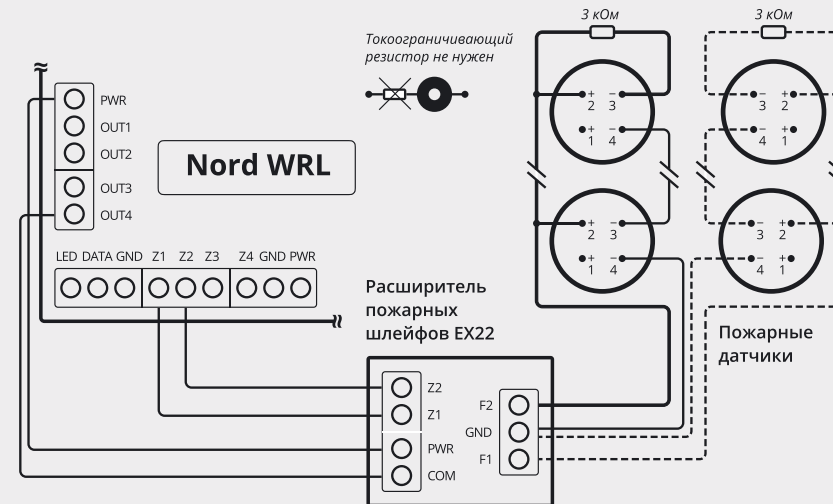 3 кОм
3 кОм
Токоограничивающий
резистор не нужен
PWR
OUT1
OUT2
OUT3
OUT4
Nord WRL
+ −
2 3
+ −
1 4
− +
3 2
− +
4 1
+ −
2 3
+ −
1 4
− +
3 2
− +
4 1
LED DATA GND Z1 Z2 Z3 Z4 GND PWR
Расширитель
пожарных
шлейфов EX22
Пожарные
датчики
Z2
Z1
PWR
COM
F2
GND
F1